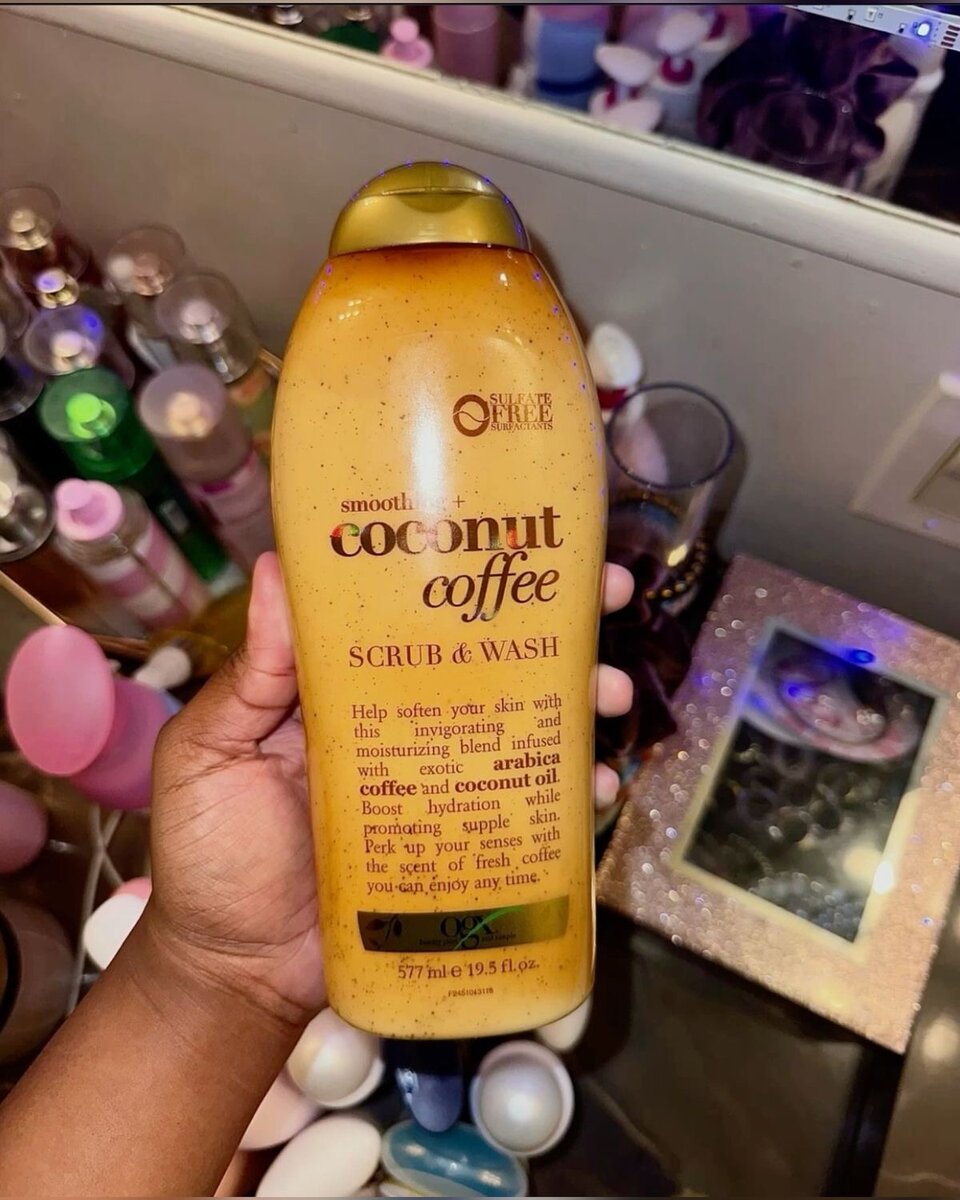 SULFATE
FREE
SURFACTANTS
+
coconut
coffee
SCRUB & WASH
Help soften your skin with
this invigorating and
moisturizing blend infused
with exotic arabica
coffee and coconut oil.
Boost hydration while
promoting supple skin.
Perk up your senses with
the scent of fresh coffee
you can enjoy any time.
ogx
577 ml e 19.5 fl.oz.